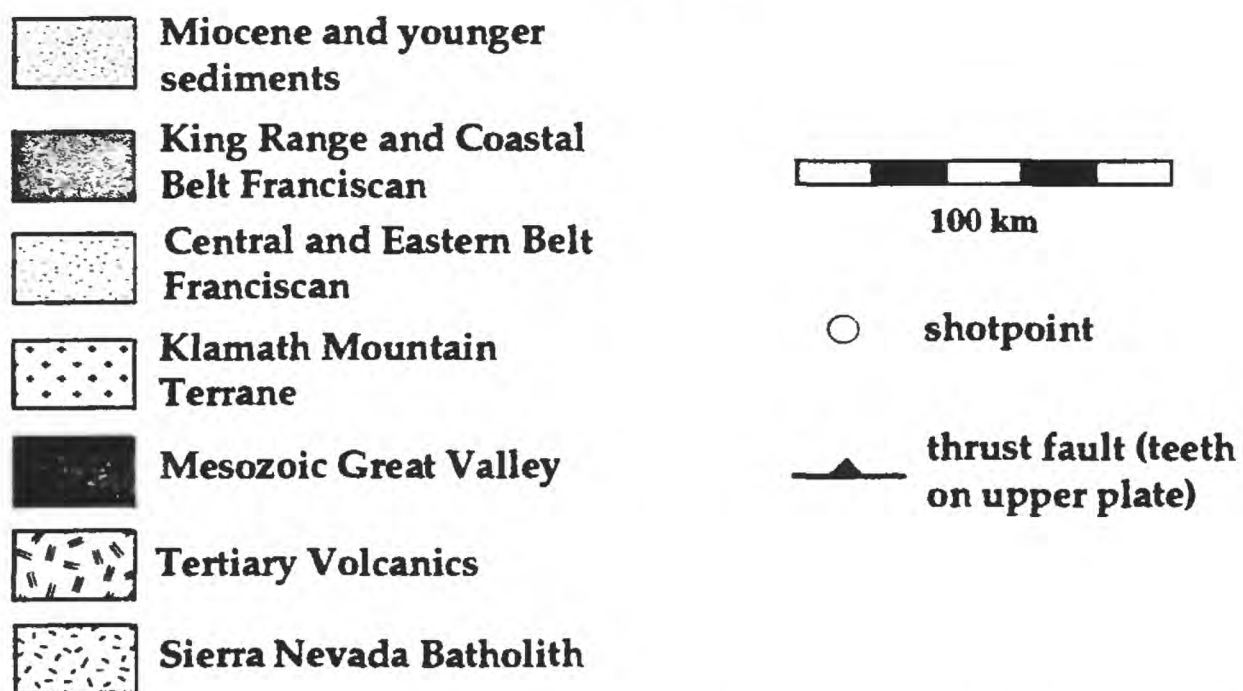 Miocene and younger
sediments
King Range and Coastal
Belt Franciscan
Central and Eastern Belt
Franciscan
Klamath Mountain
Terrane
Mesozoic Great Valley
Tertiary Volcanics
Sierra Nevada Batholith
100 km
shotpoint
thrust fault (teeth
on upper plate)